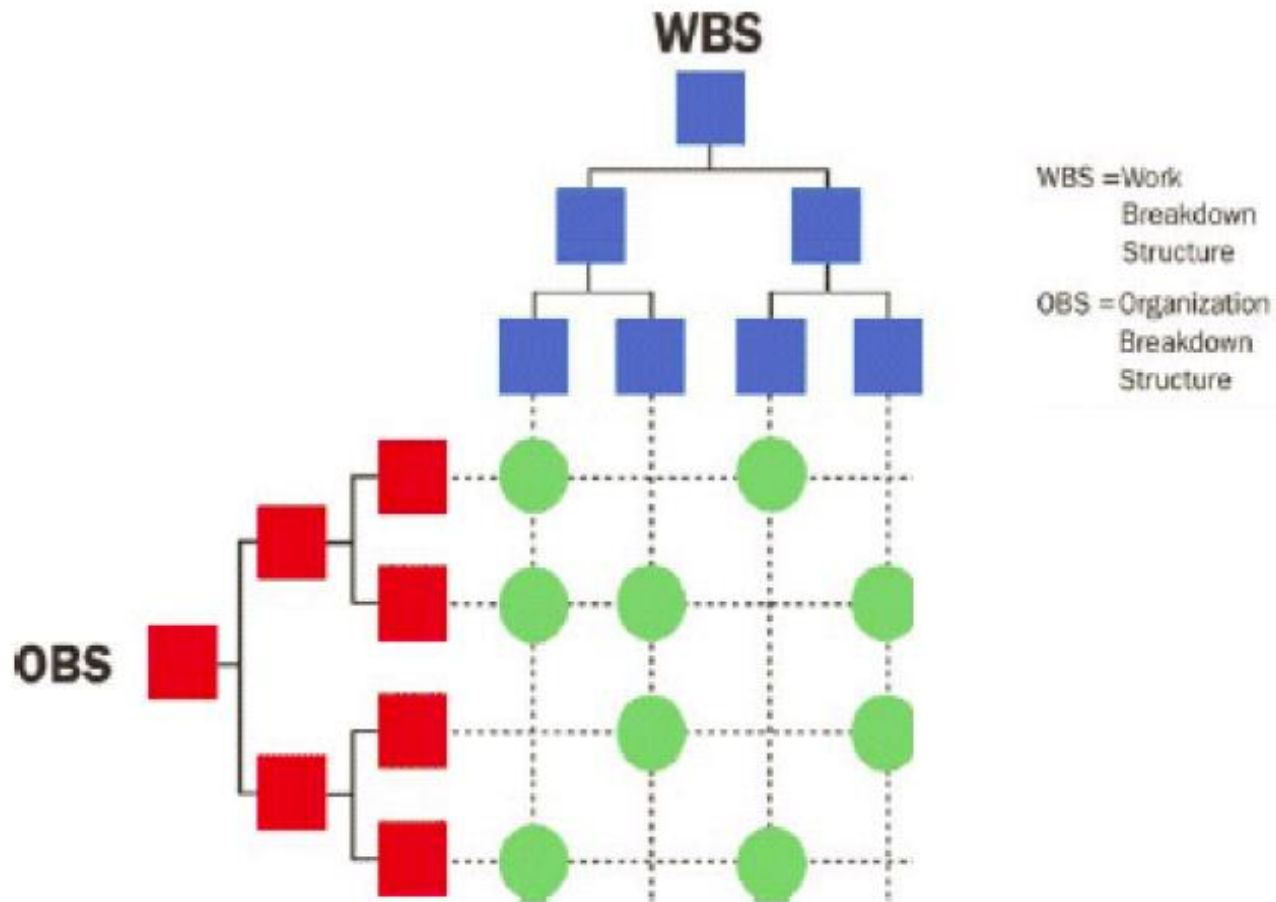 WBS
WBS =Work
Breakdown
Structure
OBS =Organization
Breakdown
Structure
OBS